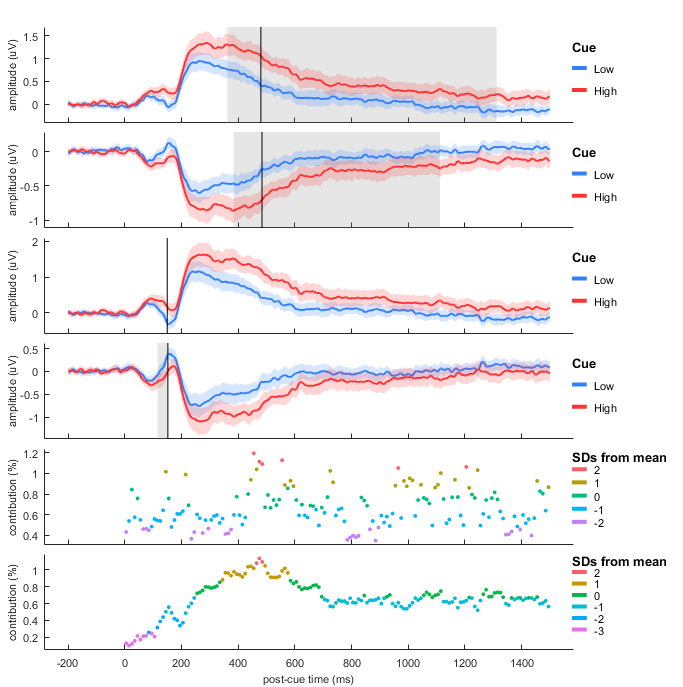 amplitude (uV)
1.5
1
0.5
0
Cue
Low
High
amplitude (uV)
0
-0.5
-1
Cue
Low
High
amplitude (uV)
2
1
0
Cue
Low
High
amplitude (uV)
0.5
0
-0.5
-1
Cue
Low
High
contribution (%)
1.2
1
0.8
0.6
0.4
SDs from mean
2
1
0
-1
-2
contribution (%)
1
0.8
0.6
0.4
0.2
SDs from mean
2
1
0
-1
-2
-3
-200 0 200 400 600 800 1000 1200 1400
post-cue time (ms)